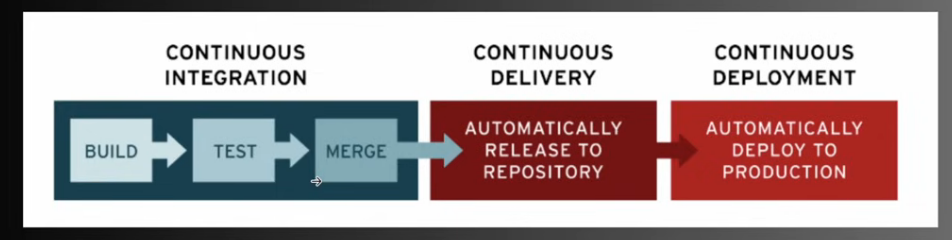 CONTINUOUS
INTEGRATION
CONTINUOUS
DELIVERY
CONTINUOUS
DEPLOYMENT
BUILD
TEST
MERGE
AUTOMATICALLY
RELEASE TO
REPOSITORY
AUTOMATICALLY
DEPLOY TO
PRODUCTION